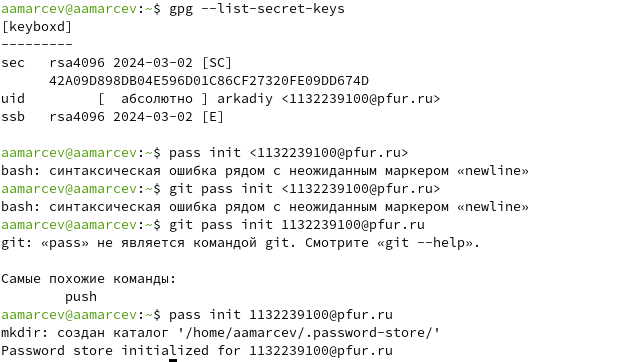 aamarcev@aamarcev:~$ gpg --list-secret-keys
[keyboxd]
---------
sec   rsa4096 2024-03-02 [SC]
      42A09D898DB04E596D01C86CF27320FE09DD674D
uid         [  абсолютно ] arkadiy <1132239100@pfur.ru>
ssb   rsa4096 2024-03-02 [E]
aamarcev@aamarcev:~$ pass init <1132239100@pfur.ru>
bash: синтаксическая ошибка рядом с неожиданным маркером «newline»
aamarcev@aamarcev:~$ git pass init <1132239100@pfur.ru>
bash: синтаксическая ошибка рядом с неожиданным маркером «newline»
aamarcev@aamarcev:~$ git pass init 1132239100@pfur.ru
git: «pass» не является командой git. Смотрите «git --help».
Самые похожие команды:
        push
aamarcev@aamarcev:~$ pass init 1132239100@pfur.ru
mkdir: создан каталог '/home/aamarcev/.password-store/'
Password store initialized for 1132239100@pfur.ru